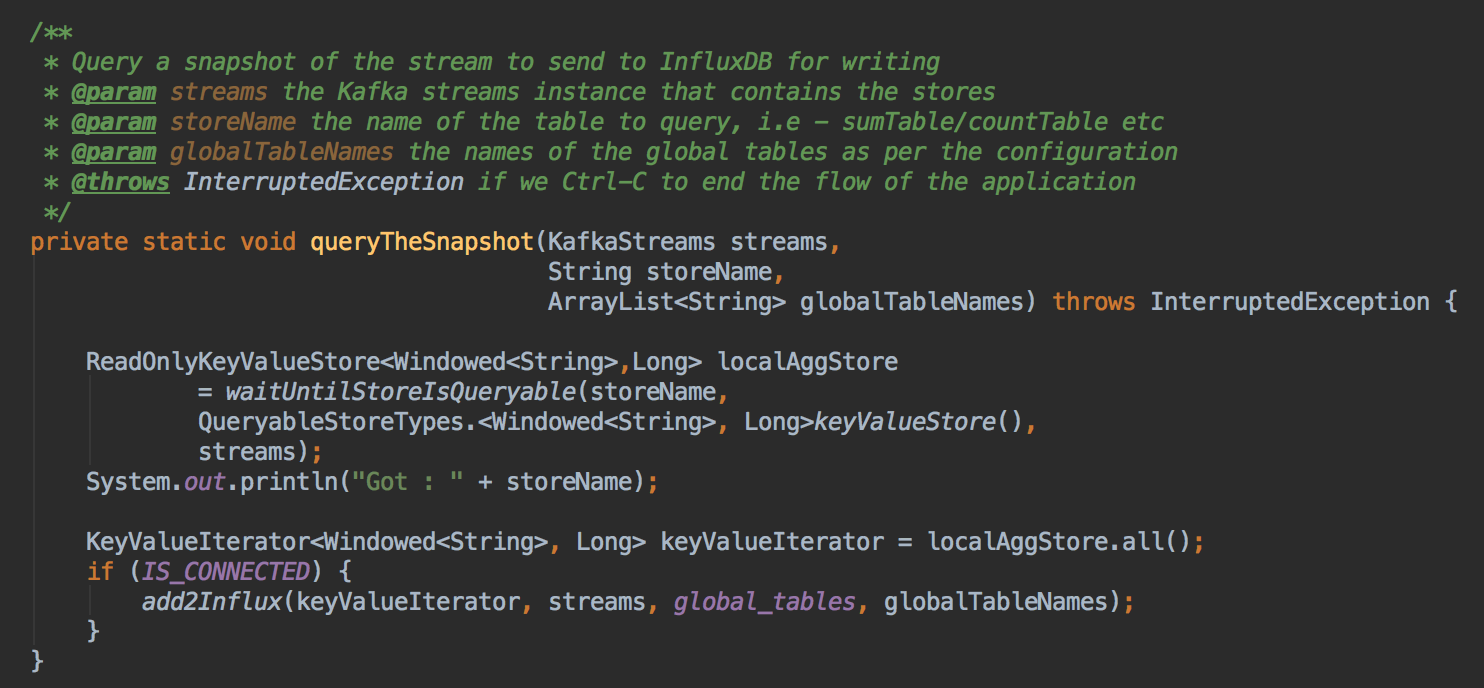 /**
 * Query a snapshot of the stream to send to InfluxDB for writing
 * @param streams the Kafka streams instance that contains the stores
 * @param storeName the name of the table to query, i.e - sumTable/countTable etc
 * @param globalTableNames the names of the global tables as per the configuration
 * @throws InterruptedException if we Ctrl-C to end the flow of the application
 */
private static void queryTheSnapshot(KafkaStreams streams,
                                     String storeName,
                                     ArrayList<String> globalTableNames) throws InterruptedException {

    ReadOnlyKeyValueStore<Windowed<String>,Long> localAggStore
            = waitUntilStoreIsQueryable(storeName,
            QueryableStoreTypes.<Windowed<String>, Long>keyValueStore(),
            streams);
    System.out.println("Got : " + storeName);

    KeyValueIterator<Windowed<String>, Long> keyValueIterator = localAggStore.all();
    if (IS_CONNECTED) {
        add2Influx(keyValueIterator, streams, global_tables, globalTableNames);
    }
}